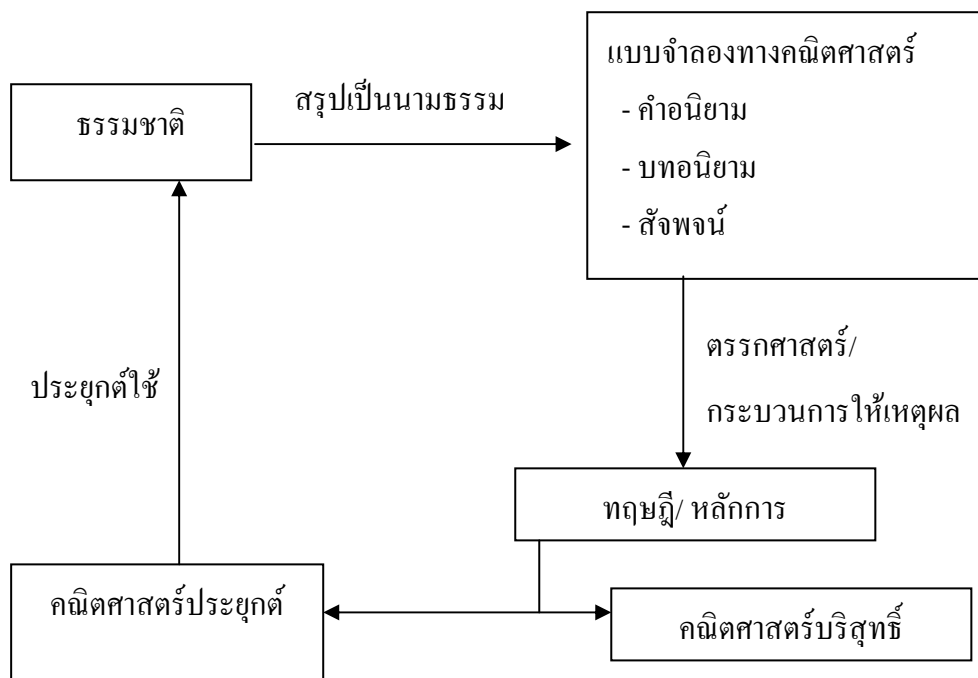 ธรรมชาติ
สรุปเป็นนามธรรม
แบบจำลองทางคณิตศาสตร์
- คำอนิยาม
- บทอนิยาม
- สัจพจน์
ตรรกศาสตร์/
กระบวนการให้เหตุผล
ประยุกต์ใช้
ทฤษฎี/ หลักการ
คณิตศาสตร์ประยุกต์
คณิตศาสตร์บริสุทธิ์